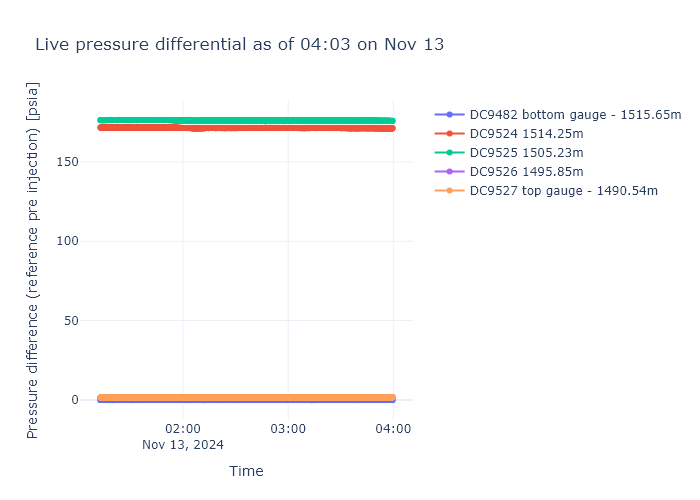 Live pressure differential as of 04:03 on Nov 13
Pressure difference (reference pre injection) [psia]
150
100
50
0
02:00
Nov 13, 2024
03:00
04:00
Time
DC9482 bottom gauge - 1515.65m
DC9524 1514.25m
DC9525 1505.23m
DC9526 1495.85m
DC9527 top gauge - 1490.54m